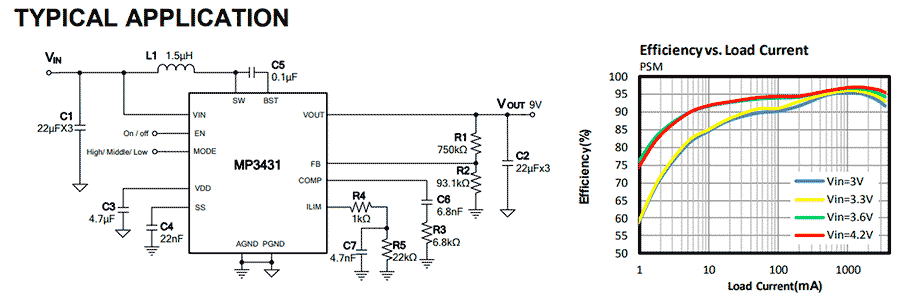 TYPICAL APPLICATION
VIN
L1 1.5µH
C5
0.1µF
C1
22µFX3
SW
BST
VIN
VOUT
VOUT 9V
On / off
EN
High/ Middle/ Low
MODE
MP3431
R1
750kΩ
FB
R2
93.1kΩ
C2
22µFx3
VDD
COMP
C3
4.7µF
SS
ILIM
R4
1kΩ
C6
6.8nF
C4
22nF
R3
6.8kΩ
AGND PGND
C7
4.7nF
R5
22kΩ
Efficiency vs. Load Current
PSM
Efficiency(%)
100
95
90
85
80
75
70
65
60
55
50
Vin=3V
Vin=3.3V
Vin=3.6V
Vin=4.2V
1 10 100 1000
Load Current(mA)